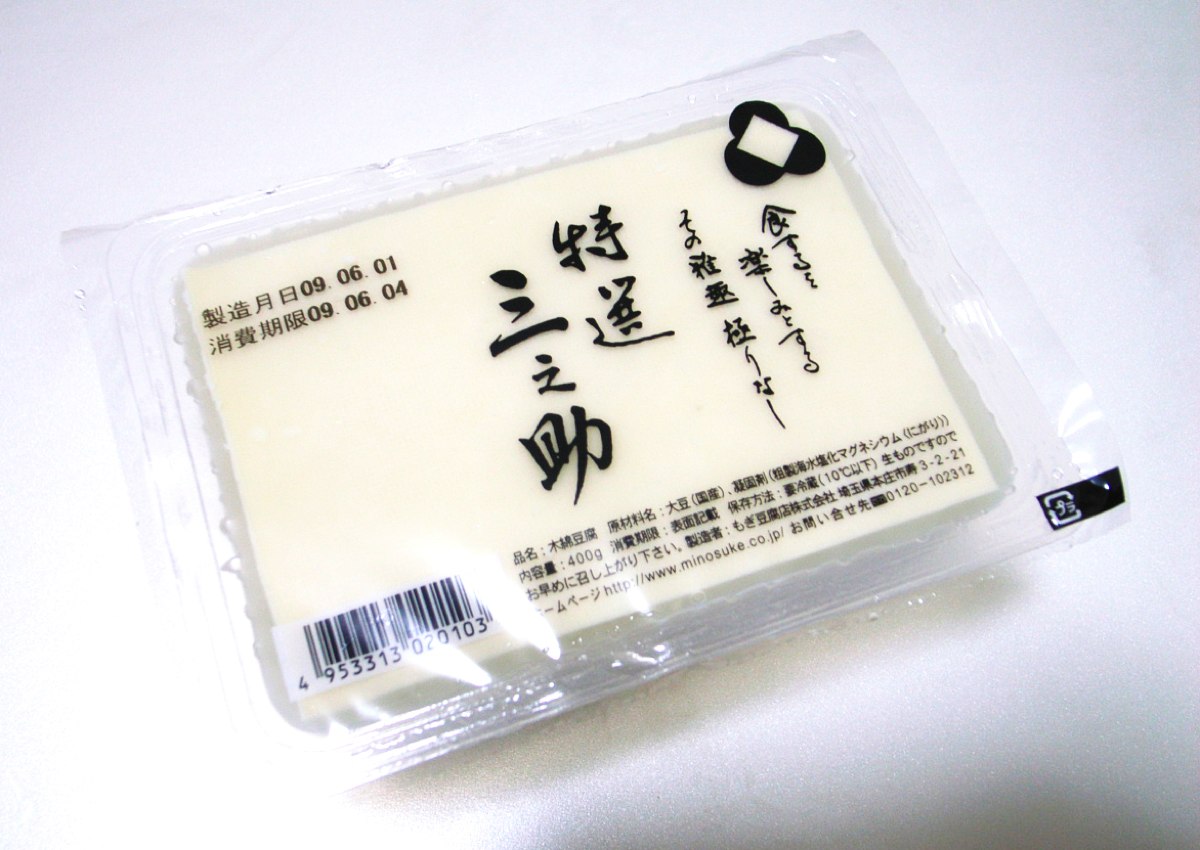 食するを
楽しみとする
その雅趣 極りなし
特選
三之助
製造月日09.06.01
消費期限09.06.04
品名：木綿豆腐 原材料名：大豆(国産)、凝固剤(粗製海水塩化マグネシウム(にがり))
内容量：400g 消費期限：表面記載 保存方法：要冷蔵(10℃以下) 生ものですので
お早めに召し上がり下さい。製造者：もぎ豆腐店株式会社 埼玉県本庄市寿3-2-21
ホームページhttp://www.minosuke.co.jp/ お問い合せ先 0120-102312
4 953313 020103
プラ